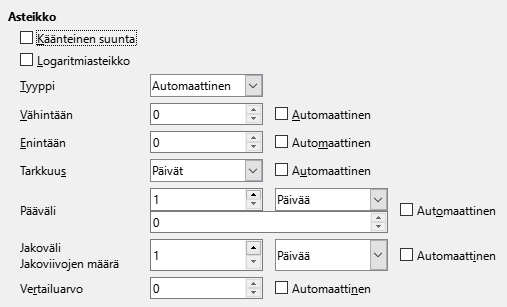 Asteikko
Käänteinen suunta
Logaritmiasteikko
Tyyppi Automaattinen
Vähintään 0 Automaattinen
Enintään 0 Automaattinen
Tarkkuus Päivät Automaattinen
Pääväli 1 Päivää Automaattinen
0
Jakoväli
Jakoviivojen määrä 1 Päivää Automaattinen
Vertailuarvo 0 Automaattinen